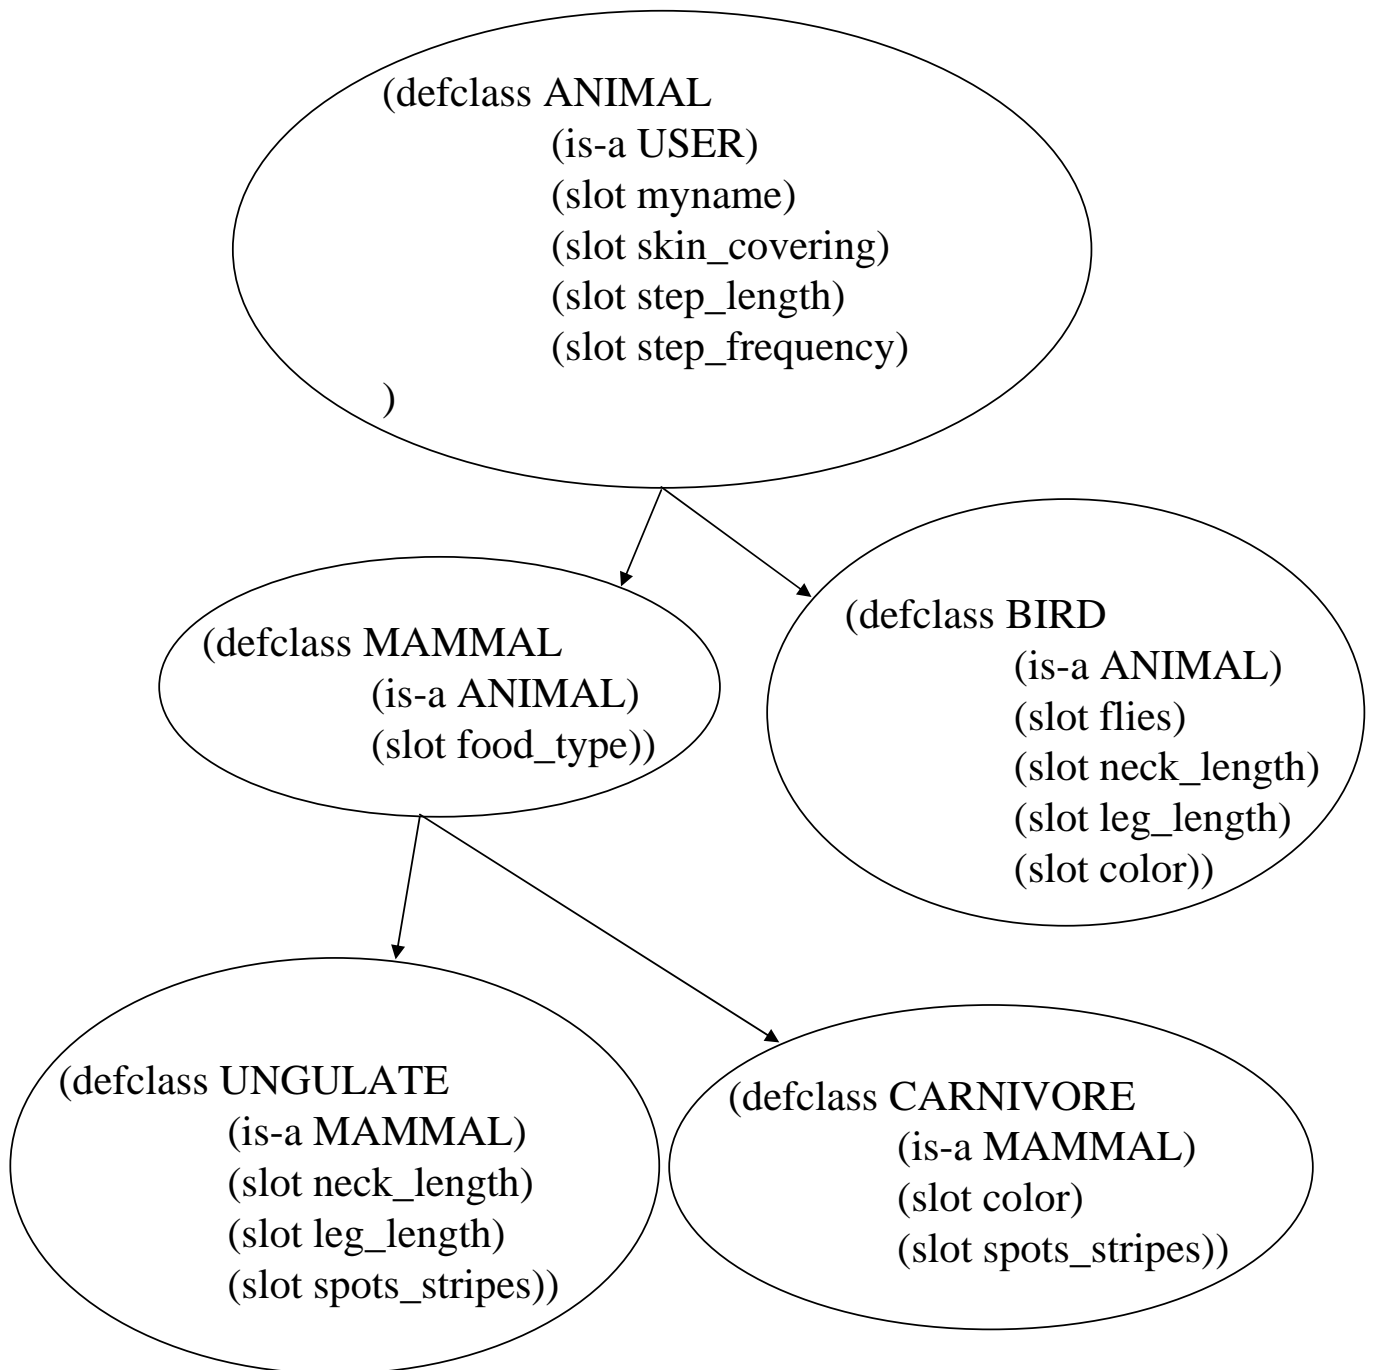 (defclass ANIMAL
(is-a USER)
(slot myname)
(slot skin_covering)
(slot step_length)
(slot step_frequency)
)
(defclass MAMMAL
(is-a ANIMAL)
(slot food_type))
(defclass BIRD
(is-a ANIMAL)
(slot flies)
(slot neck_length)
(slot leg_length)
(slot color))
(defclass UNGULATE
(is-a MAMMAL)
(slot neck_length)
(slot leg_length)
(slot spots_stripes))
(defclass CARNIVORE
(is-a MAMMAL)
(slot color)
(slot spots_stripes))